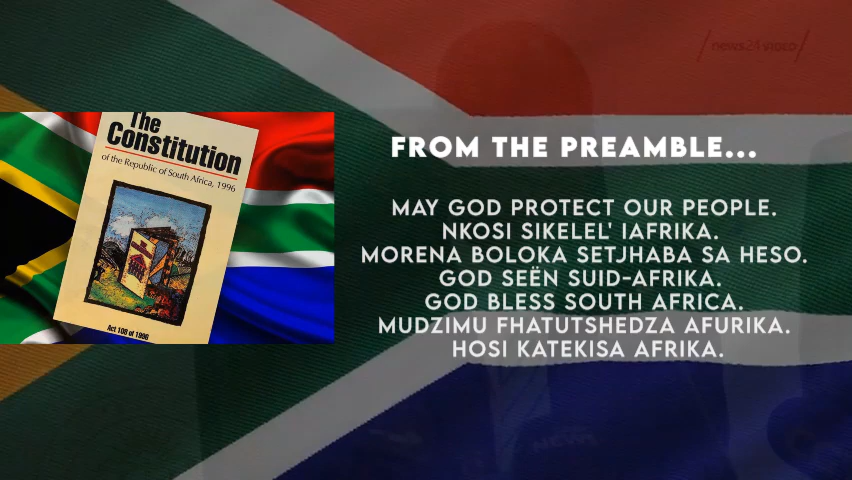 news24 VIDEO
The
Constitution
of the Republic of South Africa, 1996
Act 108 of 1996
FROM THE PREAMBLE...
MAY GOD PROTECT OUR PEOPLE.
NKOSI SIKELEL' IAFRIKA.
MORENA BOLOKA SETJHABA SA HESO.
GOD SEËN SUID-AFRIKA.
GOD BLESS SOUTH AFRICA.
MUDZIMU FHATUTSHEDZA AFURIKA.
HOSI KATEKISA AFRIKA.